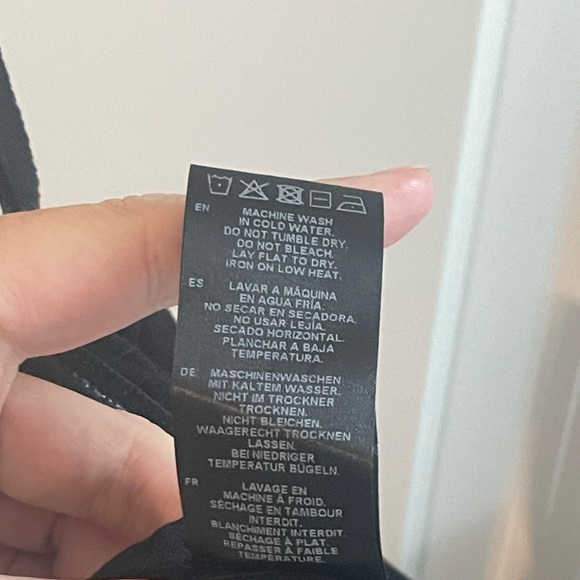 EN
MACHINE WASH
IN COLD WATER.
DO NOT TUMBLE DRY.
DO NOT BLEACH.
LAY FLAT TO DRY.
IRON ON LOW HEAT.
ES
LAVAR A MÁQUINA
EN AGUA FRÍA.
NO SECAR EN SECADORA.
NO USAR LEJÍA.
SECADO HORIZONTAL.
PLANCHAR A BAJA
TEMPERATURA.
DE
MASCHINENWASCHEN
MIT KALTEM WASSER.
NICHT IM TROCKNER
TROCKNEN.
NICHT BLEICHEN.
WAAGERECHT TROCKNEN
LASSEN.
BEI NIEDRIGER
TEMPERATUR BÜGELN.
FR
LAVAGE EN
MACHINE À FROID.
SÉCHAGE EN TAMBOUR
INTERDIT.
BLANCHIMENT INTERDIT.
SÉCHAGE À PLAT.
REPASSER À FAIBLE
TEMPÉRATURE.